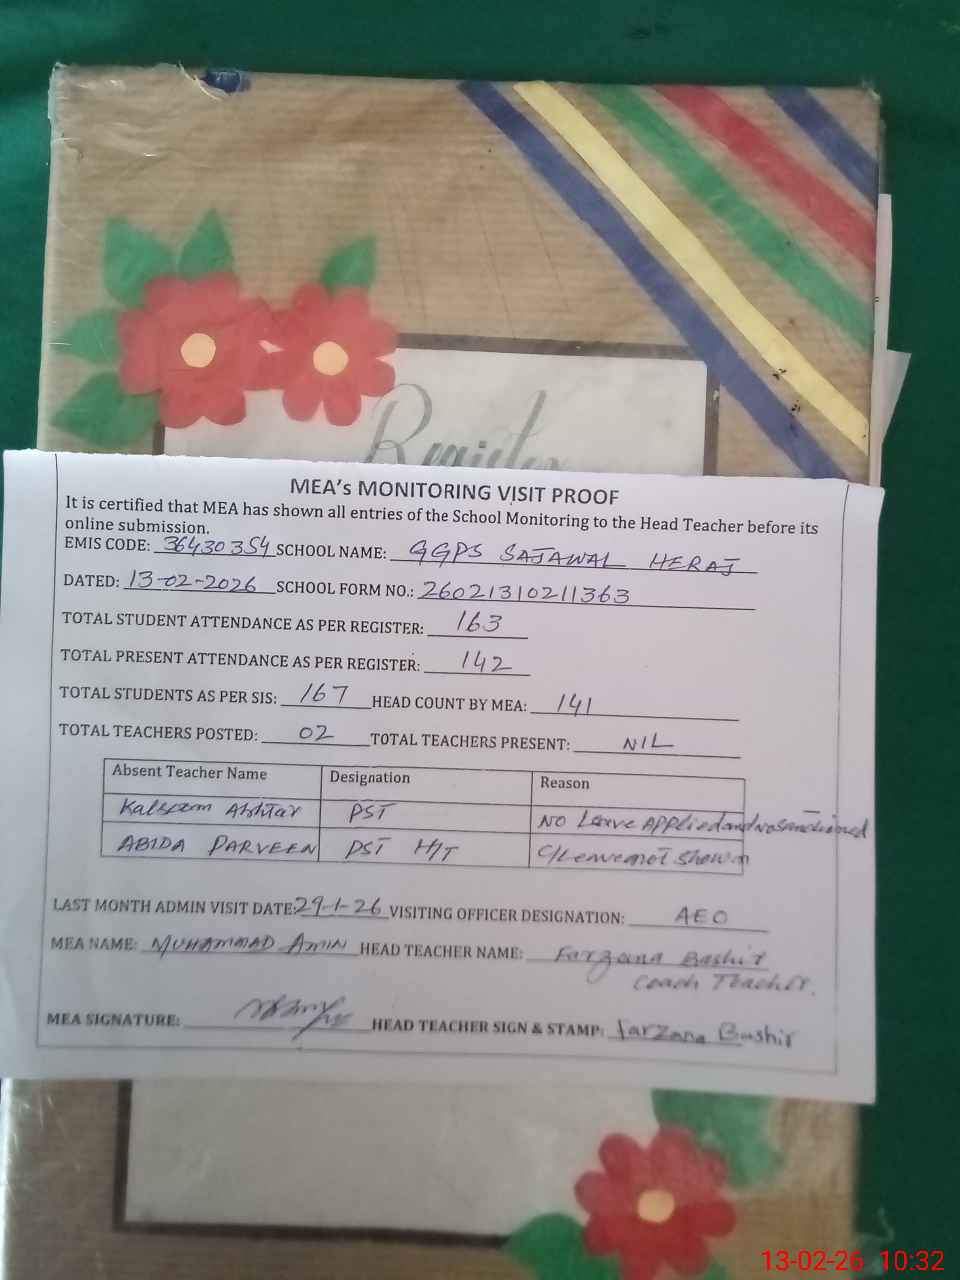 Register
MEA's MONITORING VISIT PROOF
It is certified that MEA has shown all entries of the School Monitoring to the Head Teacher before its
online submission.
EMIS CODE: 36430354 SCHOOL NAME: GGPS SAJAWAL HERAJ
DATED: 13-02-2026 SCHOOL FORM NO.: 26021310211363
TOTAL STUDENT ATTENDANCE AS PER REGISTER: 163
TOTAL PRESENT ATTENDANCE AS PER REGISTER: 142
TOTAL STUDENTS AS PER SIS: 167 HEAD COUNT BY MEA: 141
TOTAL TEACHERS POSTED: 02 TOTAL TEACHERS PRESENT: NIL
Absent Teacher Name Designation Reason
Kalsoom Akhtar PST NO Leave Applied and no sanctioned
ABIDA PARVEEN PST H/T C/Leave not shown
LAST MONTH ADMIN VISIT DATE: 29-1-26 VISITING OFFICER DESIGNATION: AEO
MEA NAME: MUHAMMAD AMIN HEAD TEACHER NAME: Farzana Bashir
Coach Teacher.
MEA SIGNATURE: HEAD TEACHER SIGN & STAMP: Farzana Bashir
13-02-26 10:32